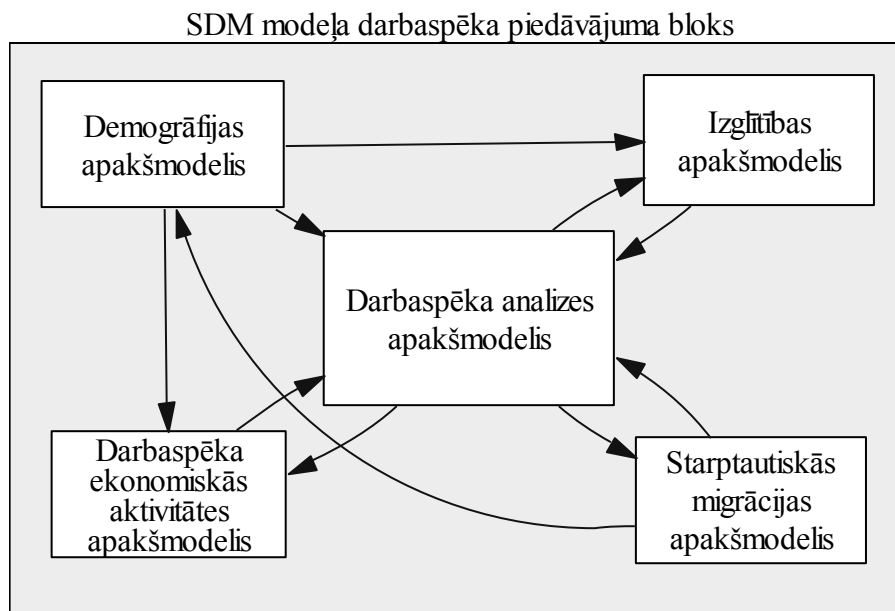 SDM modeļa darbaspēka piedāvājuma bloks
Demogrāfijas
apakšmodelis
Izglītības
apakšmodelis
Darbaspēka analizes
apakšmodelis
Darbaspēka
ekonomiskās
aktivitātes
apakšmodelis
Starptautiskās
migrācijas
apakšmodelis